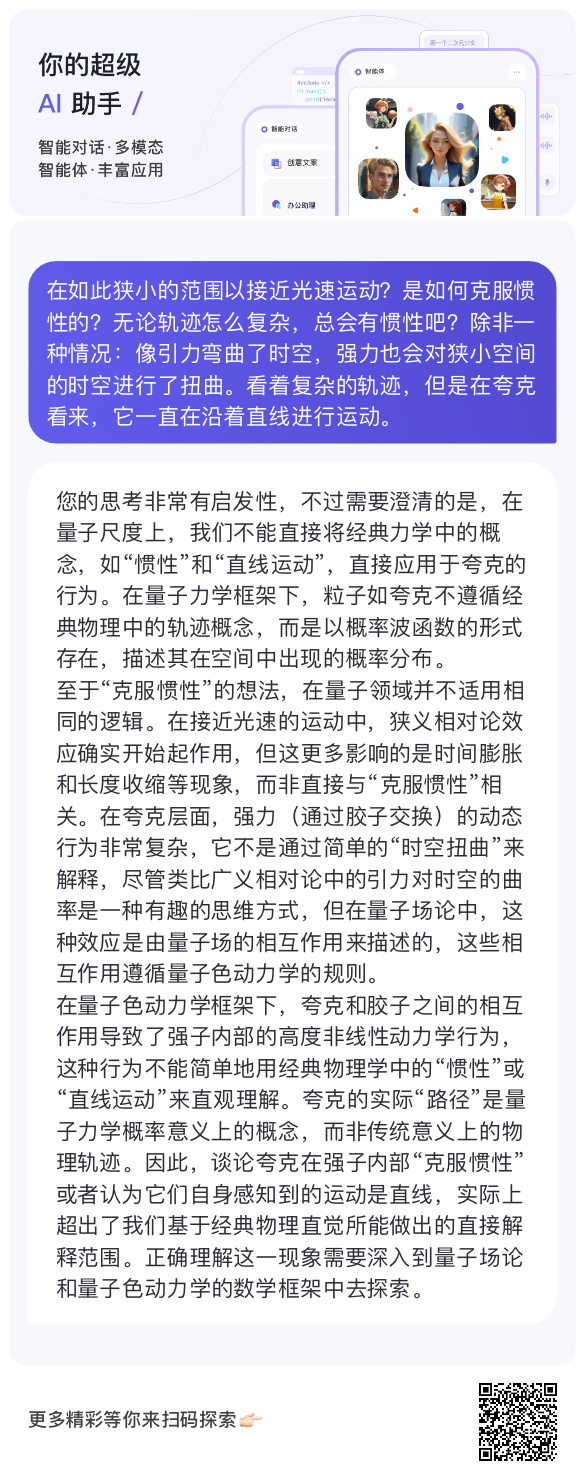 你的超级
AI 助手 /
智能对话·多模态
智能体·丰富应用
画一个二次元少女
#include </
int main() {
智能体
智能对话
创意文案
办公助理
在如此狭小的范围以接近光速运动？是如何克服惯
性的？无论轨迹怎么复杂，总会有惯性吧？除非一
种情况：像引力弯曲了时空，强力也会对狭小空间
的时空进行了扭曲。看着复杂的轨迹，但是在夸克
看来，它一直在沿着直线进行运动。
您的思考非常有启发性，不过需要澄清的是，在
量子尺度上，我们不能直接将经典力学中的概
念，如“惯性”和“直线运动”，直接应用于夸克的
行为。在量子力学框架下，粒子如夸克不遵循经
典物理中的轨迹概念，而是以概率波函数的形式
存在，描述其在空间中出现的概率分布。
至于“克服惯性”的想法，在量子领域并不适用相
同的逻辑。在接近光速的运动中，狭义相对论效
应确实开始起作用，但这更多影响的是时间膨胀
和长度收缩等现象，而非直接与“克服惯性”相
关。在夸克层面，强力（通过胶子交换）的动态
行为非常复杂，它不是通过简单的“时空扭曲”来
解释，尽管类比广义相对论中的引力对时空的曲
率是一种有趣的思维方式，但在量子场论中，这
种效应是由量子场的相互作用来描述的，这些相
互作用遵循量子色动力学的规则。
在量子色动力学框架下，夸克和胶子之间的相互
作用导致了强子内部的高度非线性动力学行为，
这种行为不能简单地用经典物理学中的“惯性”或
“直线运动”来直观理解。夸克的实际“路径”是量
子力学概率意义上的概念，而非传统意义上的物
理轨迹。因此，谈论夸克在强子内部“克服惯性”
或者认为它们自身感知到的运动是直线，实际上
超出了我们基于经典物理直觉所能做出的直接解
释范围。正确理解这一现象需要深入到量子场论
和量子色动力学的数学框架中去探索。
更多精彩等你来扫码探索👉🏻